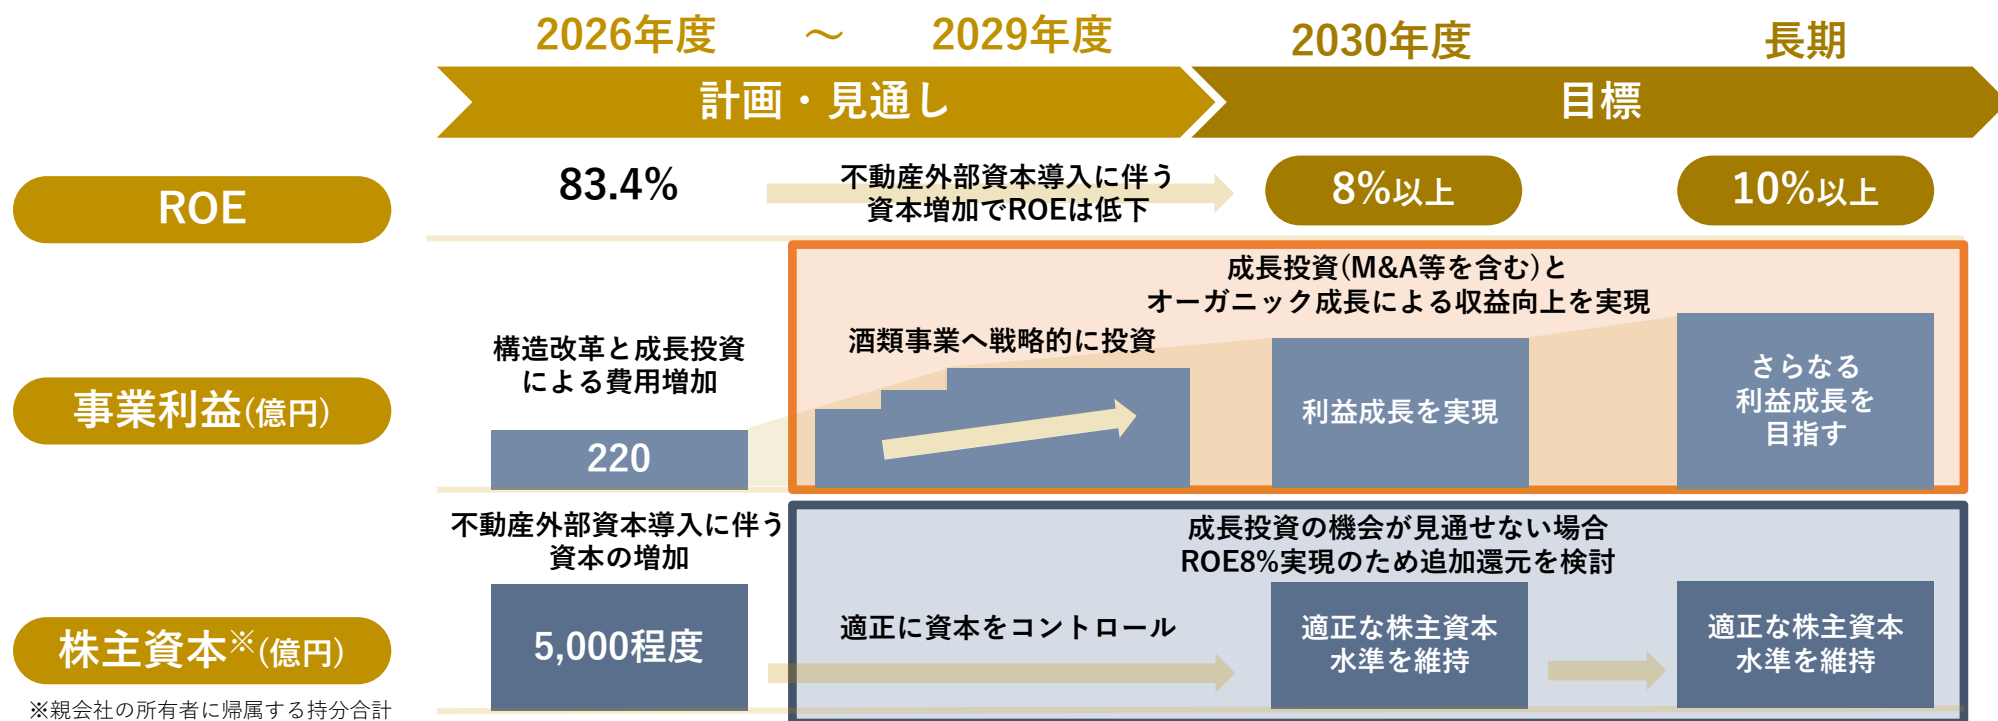 2026年度 ～ 2029年度 2030年度 長期
計画・見通し 目標
ROE
83.4%
不動産外部資本導入に伴う
資本増加でROEは低下
8%以上
10%以上
成長投資(M&A等を含む)と
オーガニック成長による収益向上を実現
構造改革と成長投資
による費用増加
酒類事業へ戦略的に投資
事業利益(億円)
220
利益成長を実現
さらなる
利益成長を
目指す
不動産外部資本導入に伴う
資本の増加
成長投資の機会が見通せない場合
ROE8%実現のため追加還元を検討
株主資本※(億円)
5,000程度
適正に資本をコントロール
適正な株主資本
水準を維持
適正な株主資本
水準を維持
※親会社の所有者に帰属する持分合計